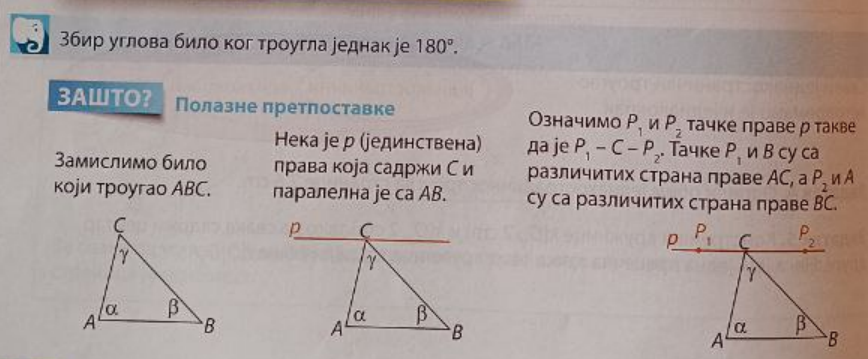 Збир углова било ког троугла једнак је 180°.
ЗАШТО? Полазне претпоставке
Замислимо било
који троугао ABC.
C
γ
α
β
A
B
Нека је p (јединствена)
права која садржи C и
паралелна је са AB.
p
C
γ
α
β
A
B
Означимо P₁ и P₂ тачке праве p такве
да је P₁ – C – P₂. Тачке P₁ и B су са
различитих страна праве AC, а P₂ и A
су са различитих страна праве BC.
p
P₁
C
P₂
γ
α
β
A
B